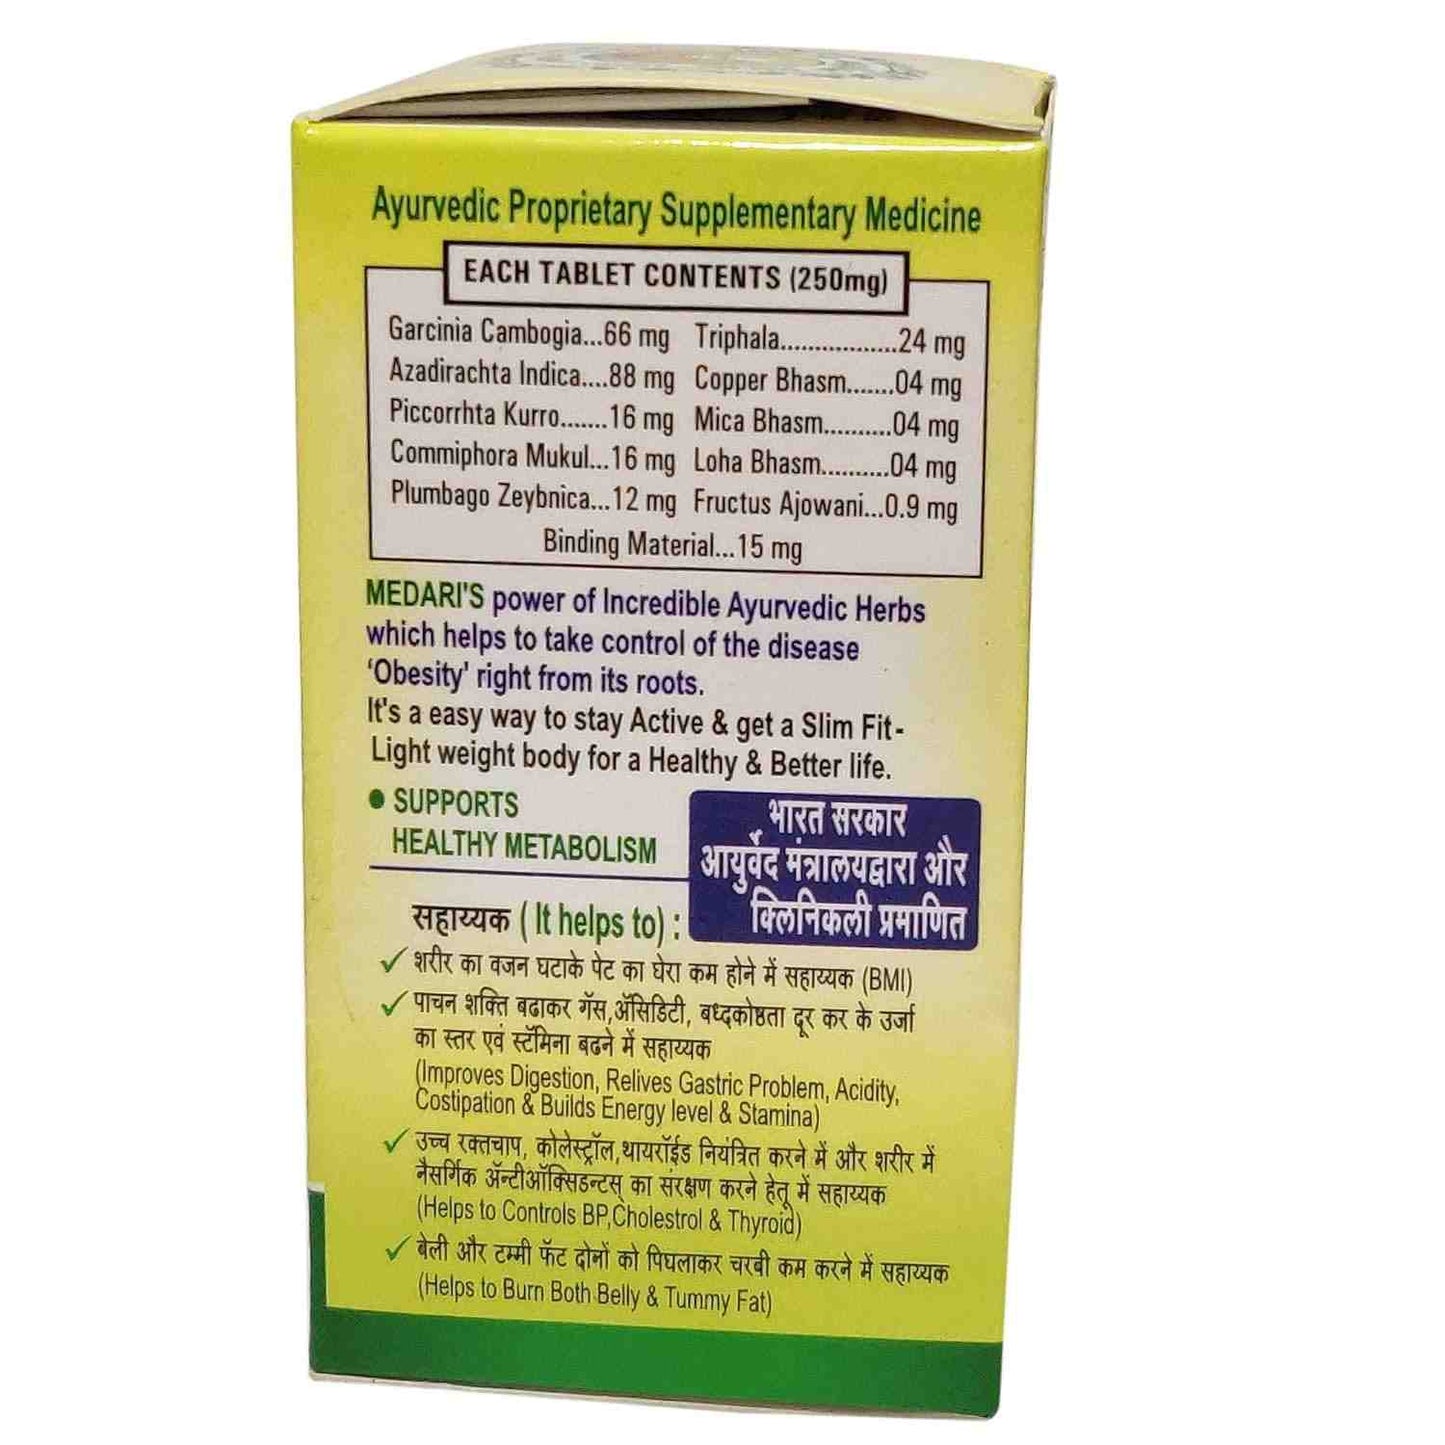 Ayurvedic Proprietary Supplementary Medicine
EACH TABLET CONTENTS (250mg)
Garcinia Cambogia...66 mg Triphala.................24 mg
Azadirachta Indica....88 mg Copper Bhasm.......04 mg
Piccorrhta Kurro.......16 mg Mica Bhasm..........04 mg
Commiphora Mukul...16 mg Loha Bhasm..........04 mg
Plumbago Zeybnica...12 mg Fructus Ajowani...0.9 mg
Binding Material...15 mg
MEDARI'S power of Incredible Ayurvedic Herbs
which helps to take control of the disease
‘Obesity' right from its roots.
It's a easy way to stay Active & get a Slim Fit-
Light weight body for a Healthy & Better life.
• SUPPORTS
HEALTHY METABOLISM
भारत सरकार
आयुर्वेद मंत्रालयद्वारा और
क्लिनिकली प्रमाणित
सहाय्यक ( It helps to) :
✓ शरीर का वजन घटाके पेट का घेरा कम होने में सहाय्यक (BMI)
✓ पाचन शक्ति बढाकर गॅस,ॲसिडिटी, बध्दकोष्ठता दूर कर के उर्जा
का स्तर एवं स्टॅमिना बढने में सहाय्यक
(Improves Digestion, Relives Gastric Problem, Acidity,
Costipation & Builds Energy level & Stamina)
✓ उच्च रक्तचाप, कोलेस्ट्रॉल,थायरॉईड नियंत्रित करने में और शरीर में
नैसर्गिक ॲन्टीऑक्सिडन्टस् का संरक्षण करने हेतू में सहाय्यक
(Helps to Controls BP,Cholestrol & Thyroid)
✓ बेली और टम्मी फॅट दोनों को पिघलाकर चरबी कम करने में सहाय्यक
(Helps to Burn Both Belly & Tummy Fat)